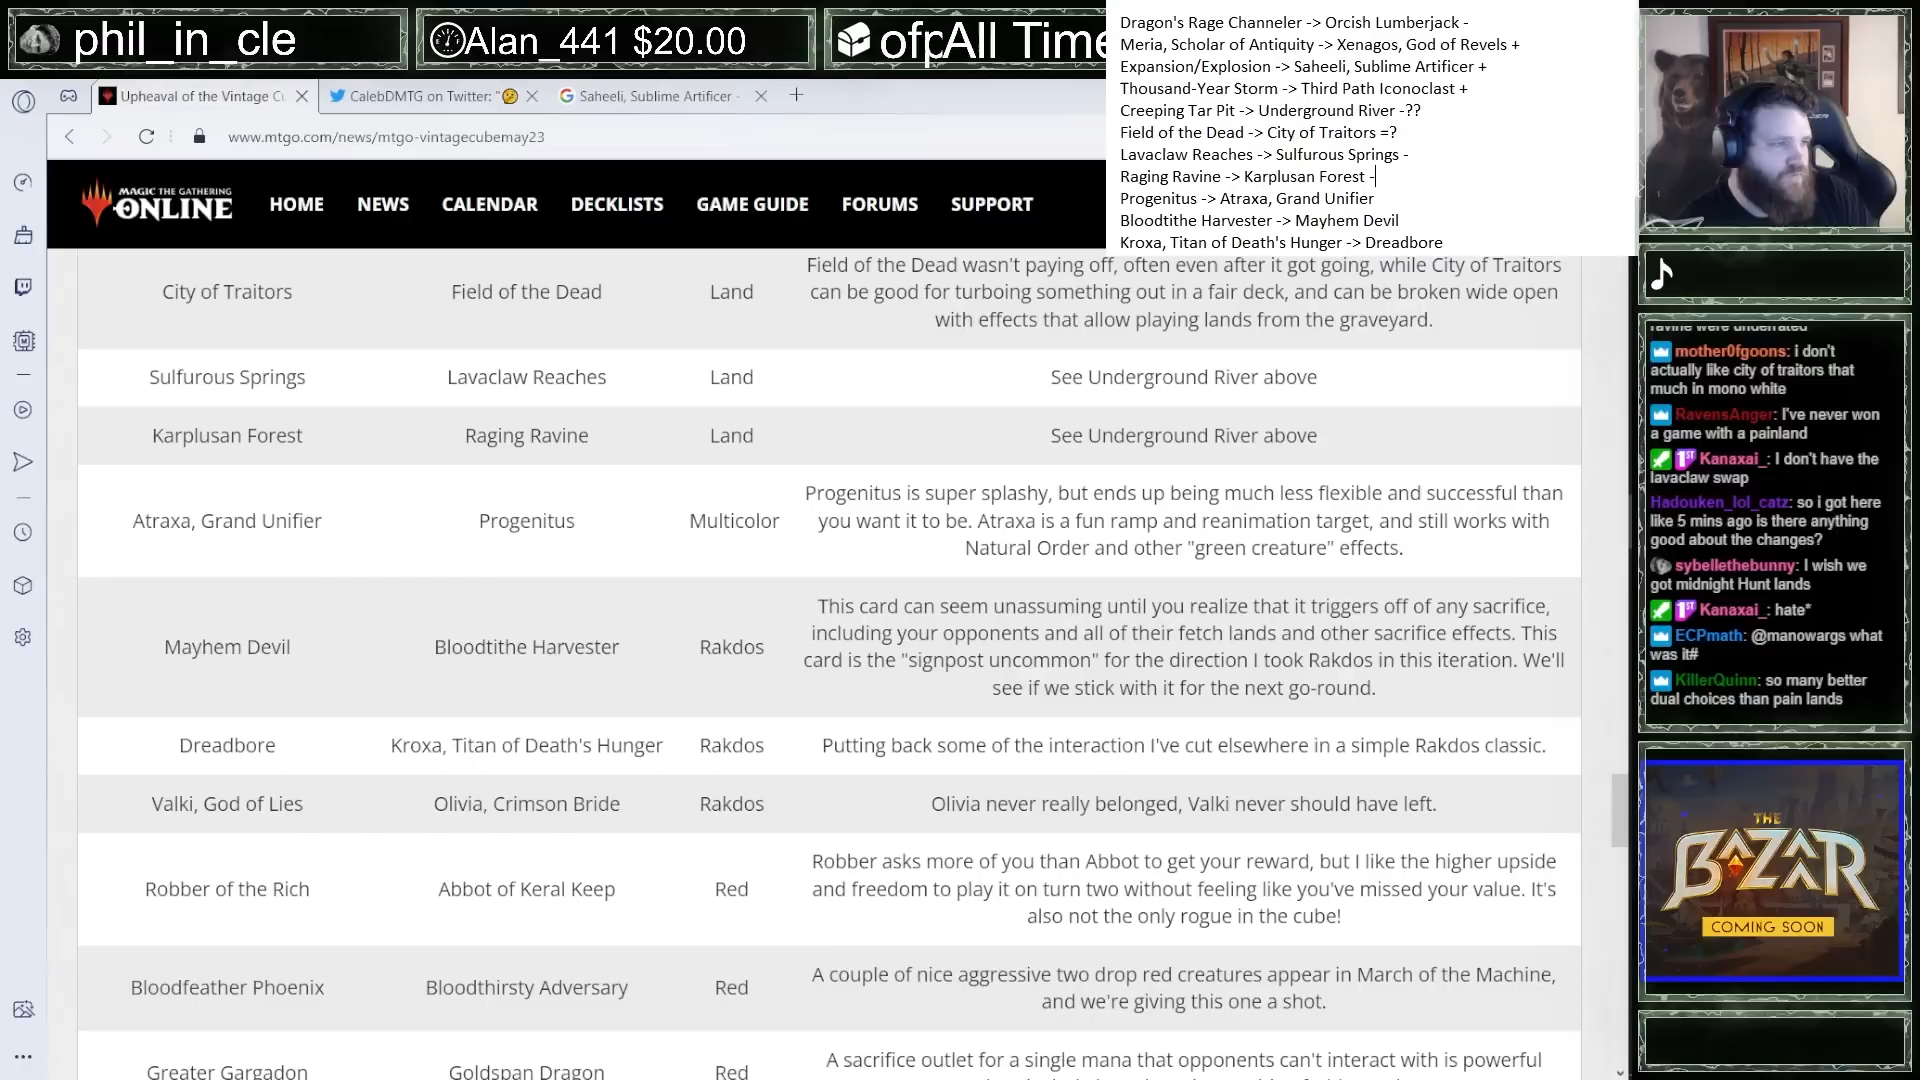 phil_in_cle
Alan_441 $20.00
All Time
Dragon's Rage Channeler -> Orcish Lumberjack -
Meria, Scholar of Antiquity -> Xenagos, God of Revels +
Expansion/Explosion -> Saheeli, Sublime Artificer +
Thousand-Year Storm -> Third Path Iconoclast +
Creeping Tar Pit -> Underground River -??
Field of the Dead -> City of Traitors =?
Lavaclaw Reaches -> Sulfurous Springs -
Raging Ravine -> Karplusan Forest -
Progenitus -> Atraxa, Grand Unifier
Bloodtithe Harvester -> Mayhem Devil
Kroxa, Titan of Death's Hunger -> Dreadbore
Upheaval of the Vintage Cu
CalebDMTG on Twitter: "🤔
Saheeli, Sublime Artificer -
www.mtgo.com/news/mtgo-vintagecubemay23
MAGIC THE GATHERING
ONLINE
HOME NEWS CALENDAR DECKLISTS GAME GUIDE FORUMS SUPPORT
City of Traitors Field of the Dead Land
Field of the Dead wasn't paying off, often even after it got going, while City of Traitors
can be good for turboing something out in a fair deck, and can be broken wide open
with effects that allow playing lands from the graveyard.
Sulfurous Springs Lavaclaw Reaches Land See Underground River above
Karplusan Forest Raging Ravine Land See Underground River above
Atraxa, Grand Unifier Progenitus Multicolor
Progenitus is super splashy, but ends up being much less flexible and successful than
you want it to be. Atraxa is a fun ramp and reanimation target, and still works with
Natural Order and other "green creature" effects.
Mayhem Devil Bloodtithe Harvester Rakdos
This card can seem unassuming until you realize that it triggers off of any sacrifice,
including your opponents and all of their fetch lands and other sacrifice effects. This
card is the "signpost uncommon" for the direction I took Rakdos in this iteration. We'll
see if we stick with it for the next go-round.
Dreadbore Kroxa, Titan of Death's Hunger Rakdos Putting back some of the interaction I've cut elsewhere in a simple Rakdos classic.
Valki, God of Lies Olivia, Crimson Bride Rakdos Olivia never really belonged, Valki never should have left.
Robber of the Rich Abbot of Keral Keep Red
Robber asks more of you than Abbot to get your reward, but I like the higher upside
and freedom to play it on turn two without feeling like you've missed your value. It's
also not the only rogue in the cube!
Bloodfeather Phoenix Bloodthirsty Adversary Red
A couple of nice aggressive two drop red creatures appear in March of the Machine,
and we're giving this one a shot.
Greater Gargadon Goldspan Dragon Red
A sacrifice outlet for a single mana that opponents can't interact with is powerful
ravine were underrated
mother0fgoons: i don't
actually like city of traitors that
much in mono white
RavensAnger: I've never won
a game with a painland
Kanaxai_: I don't have the
lavaclaw swap
Hadouken_lol_catz: so i got here
like 5 mins ago is there anything
good about the changes?
sybellethebunny: I wish we
got midnight Hunt lands
Kanaxai_: hate*
ECPmath: @manowargs what
was it#
KillerQuinn: so many better
dual choices than pain lands
THE
BAZAAR
COMING SOON